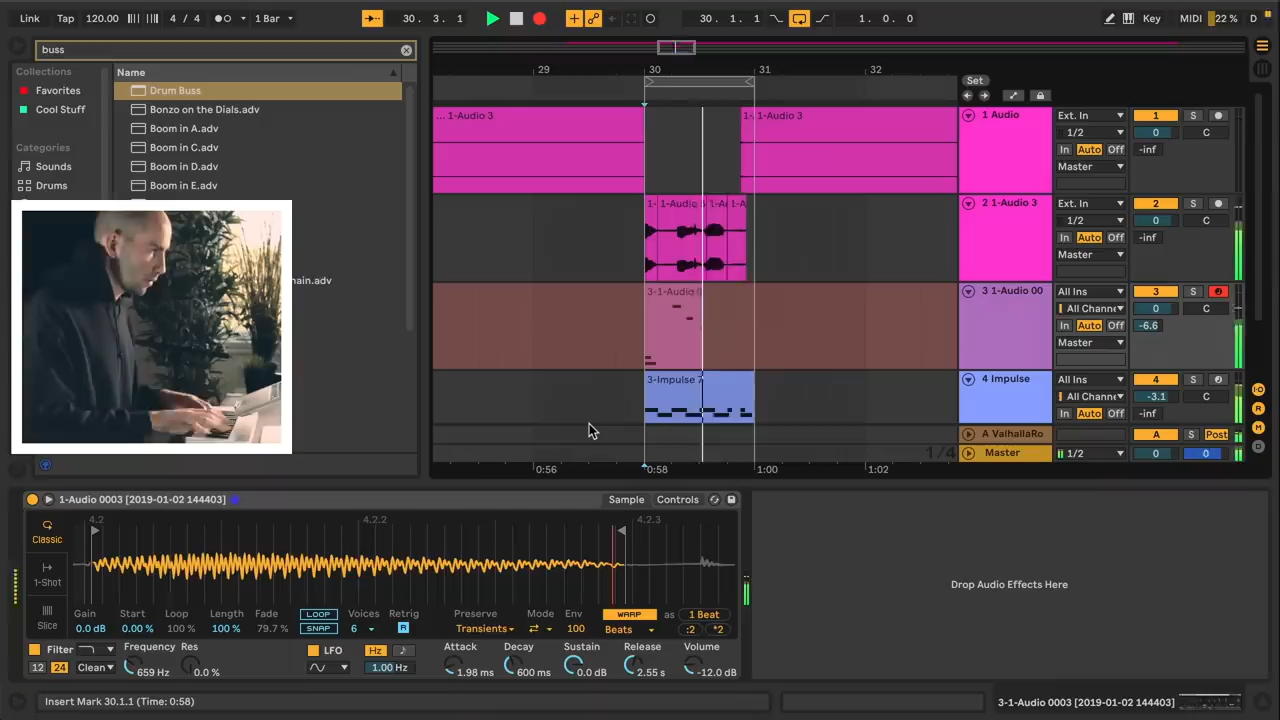 Link Tap 120.00 4 / 4 1 Bar 30. 3. 1 30. 1. 1 1. 0. 0 Key MIDI 22 % D
buss
Collections
Favorites
Cool Stuff
Categories
Sounds
Drums
Name
Drum Buss
Bonzo on the Dials.adv
Boom in A.adv
Boom in C.adv
Boom in D.adv
Boom in E.adv
29 30 31 32
Set
... 1-Audio 3 1-Audio 3
1 Audio Ext. In 1 S
1/2 0 C
In Auto Off -inf
Master
1- 1-Audio
2 1-Audio 3 Ext. In 2 S
1/2 0 C
In Auto Off -inf
Master
3-1-Audio
3 1-Audio 00 All Ins 3 S
All Channe 0 C
In Auto Off -6.6
Master
3-Impulse 7
4 Impulse All Ins 4 S
All Channe -3.1 C
In Auto Off -inf
A ValhallaRo A S Post
1/4 Master 1/2 0 0
0:56 0:58 1:00 1:02
1-Audio 0003 [2019-01-02 144403] Sample Controls
4.2 4.2.2 4.2.3
Classic
1-Shot
Slice
Gain Start Loop Length Fade LOOP Voices Retrig Preserve Mode Env WARP as 1 Beat
0.0 dB 0.00 % 100 % 100 % 79.7 % SNAP 6 R Transients 100 Beats :2 *2
Filter Frequency Res LFO Hz Attack Decay Sustain Release Volume
12 24 Clean 659 Hz 0.0 % 1.00 Hz 1.98 ms 600 ms 0.0 dB 2.55 s -12.0 dB
Drop Audio Effects Here
Insert Mark 30.1.1 (Time: 0:58)
3-1-Audio 0003 [2019-01-02 144403]